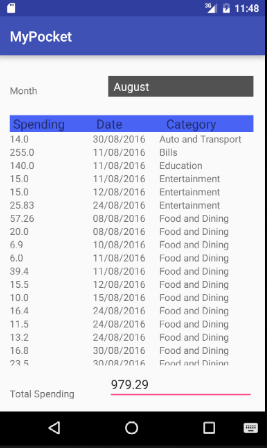 3G 11:48
MyPocket
Month August
Spending Date Category
14.0 30/08/2016 Auto and Transport
255.0 11/08/2016 Bills
140.0 11/08/2016 Education
15.0 11/08/2016 Entertainment
15.0 12/08/2016 Entertainment
25.83 24/08/2016 Entertainment
57.26 08/08/2016 Food and Dining
20.0 08/08/2016 Food and Dining
6.9 10/08/2016 Food and Dining
6.0 11/08/2016 Food and Dining
39.4 11/08/2016 Food and Dining
15.5 12/08/2016 Food and Dining
10.0 15/08/2016 Food and Dining
16.4 24/08/2016 Food and Dining
11.5 24/08/2016 Food and Dining
13.2 24/08/2016 Food and Dining
16.8 30/08/2016 Food and Dining
23.5 30/08/2016 Food and Dining
Total Spending 979.29